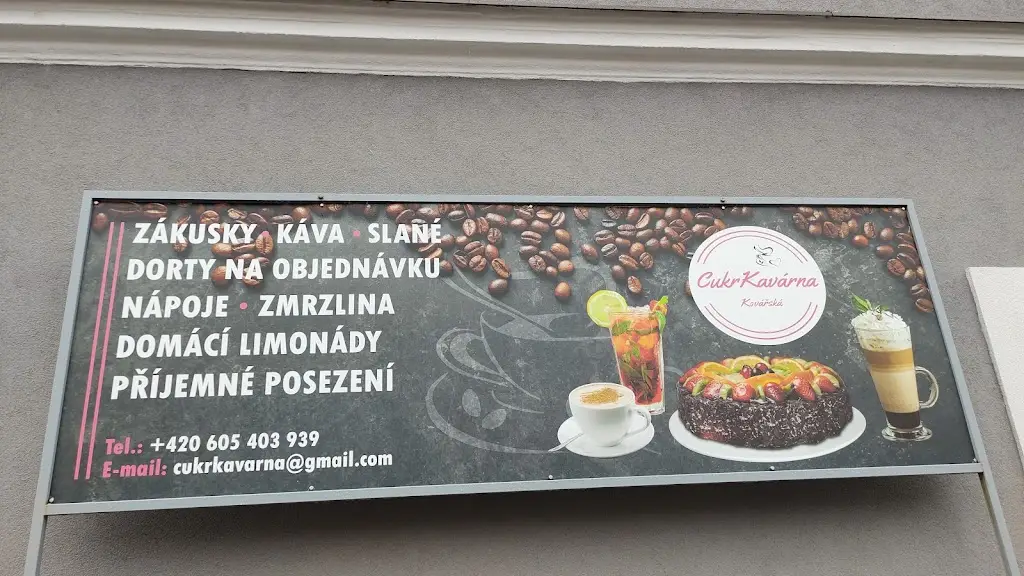 ZÁKUSKY • KÁVA • SLANÉ
DORTY NA OBJEDNÁVKU
NÁPOJE • ZMRZLINA
DOMÁCÍ LIMONÁDY
PŘÍJEMNÉ POSEZENÍ
Tel.: +420 605 403 939
E-mail: cukrkavarna@gmail.com
CukrKavárna
Kovářská